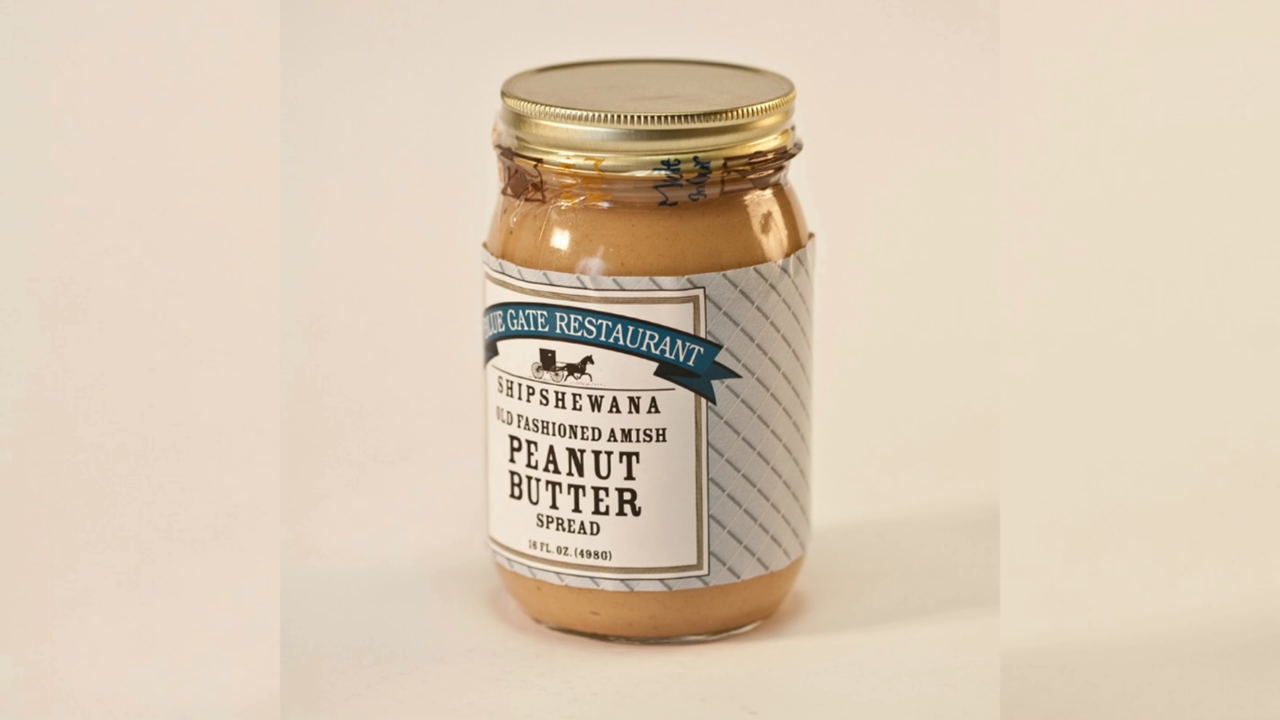 BLUE GATE RESTAURANT
SHIPSHEWANA
OLD FASHIONED AMISH
PEANUT
BUTTER
SPREAD
16 FL. OZ. (498G)